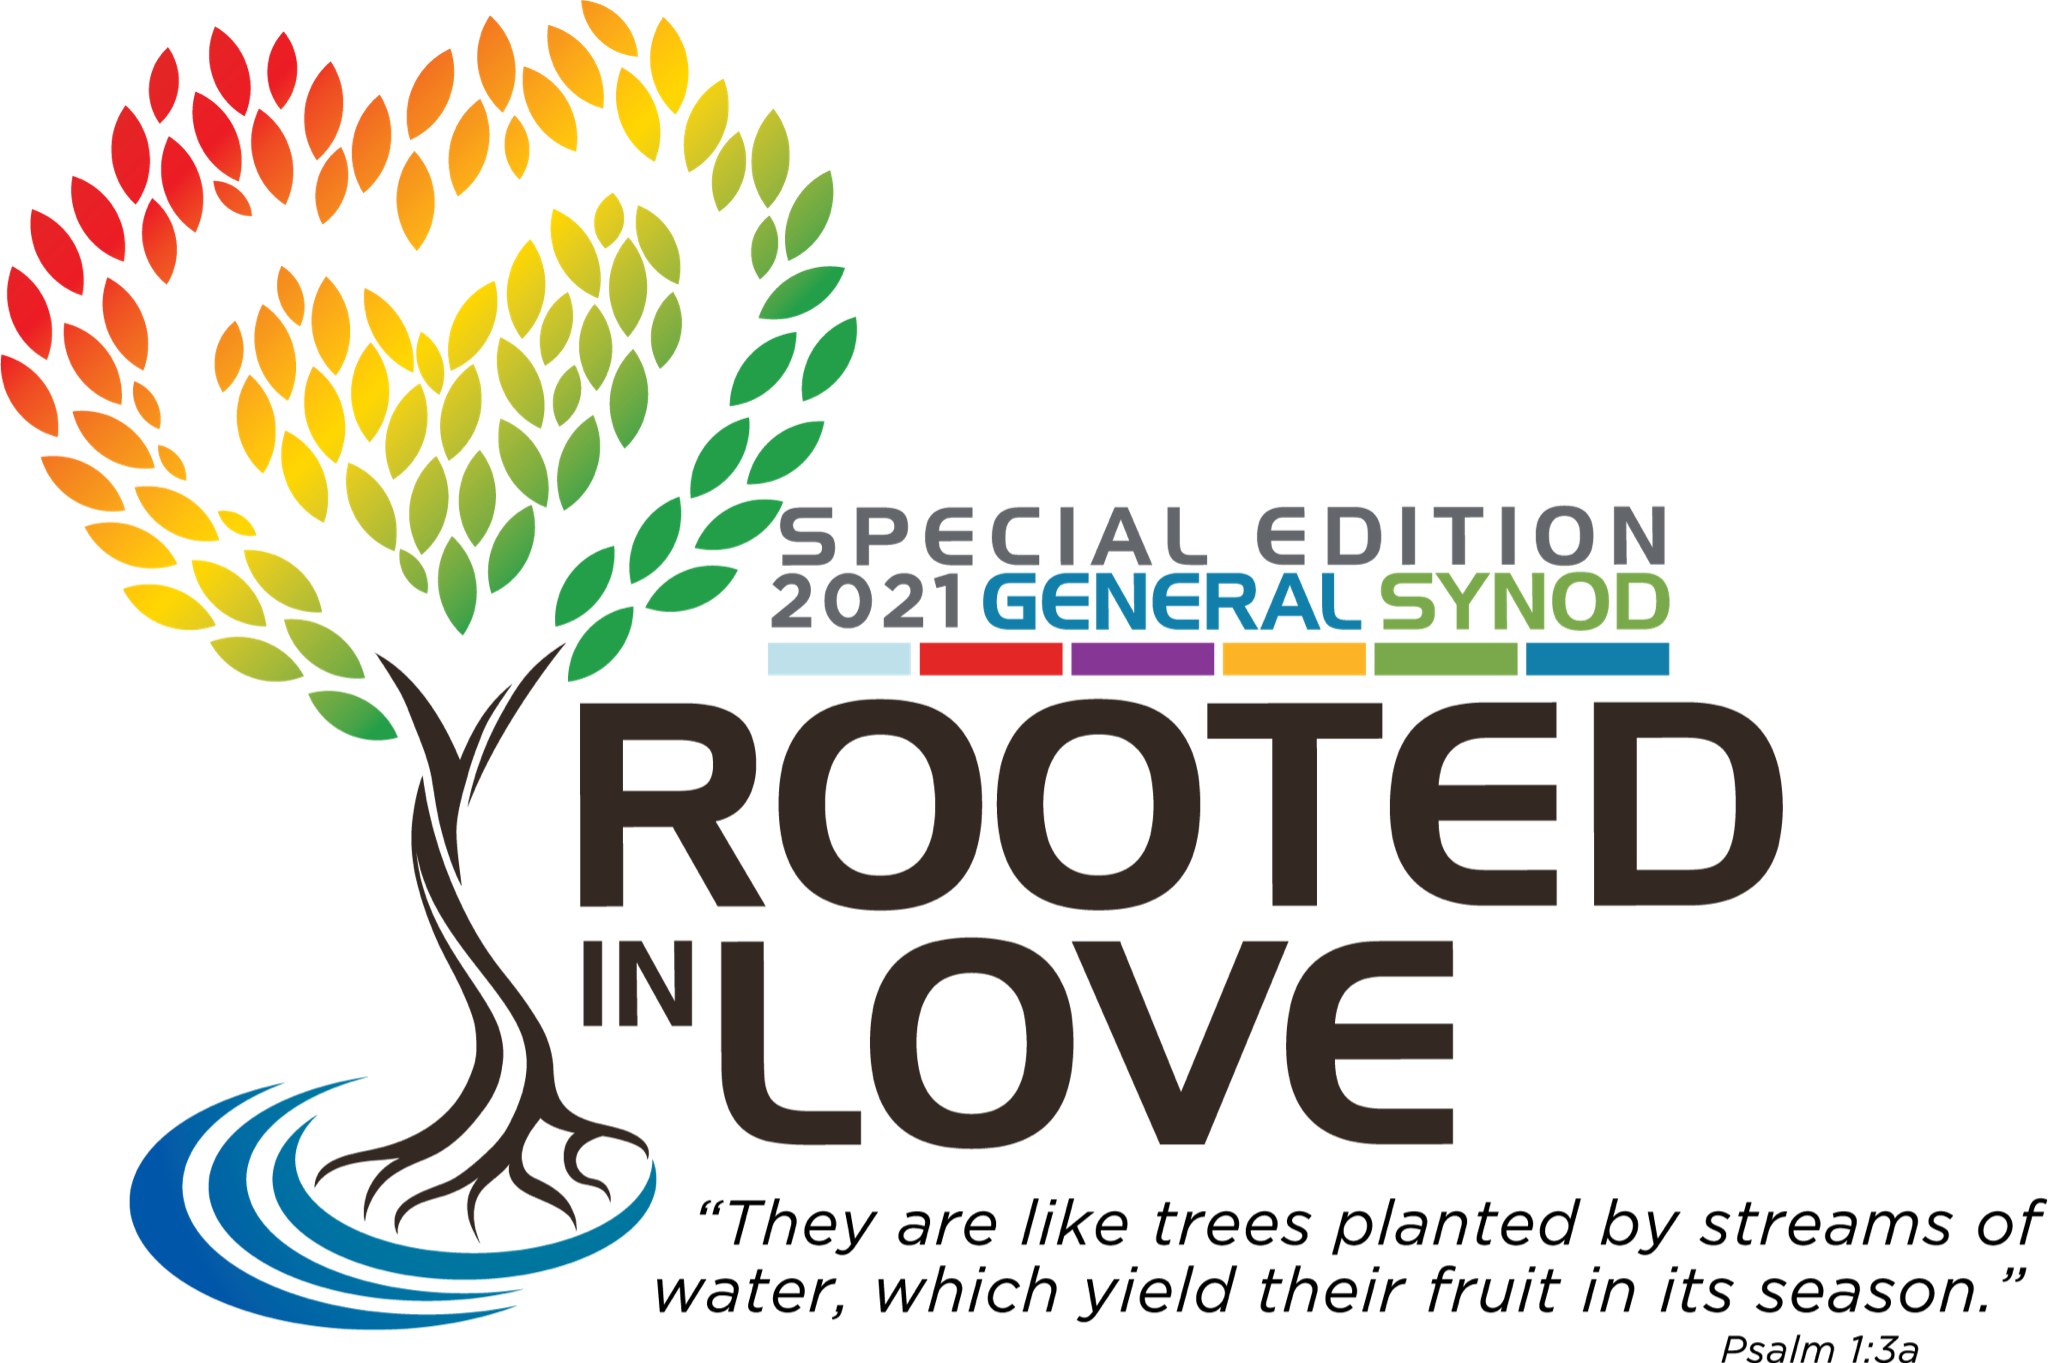 SPECIAL EDITION
2021 GENERAL SYNOD
ROOTED
IN LOVE
“They are like trees planted by streams of
water, which yield their fruit in its season.”
Psalm 1:3a